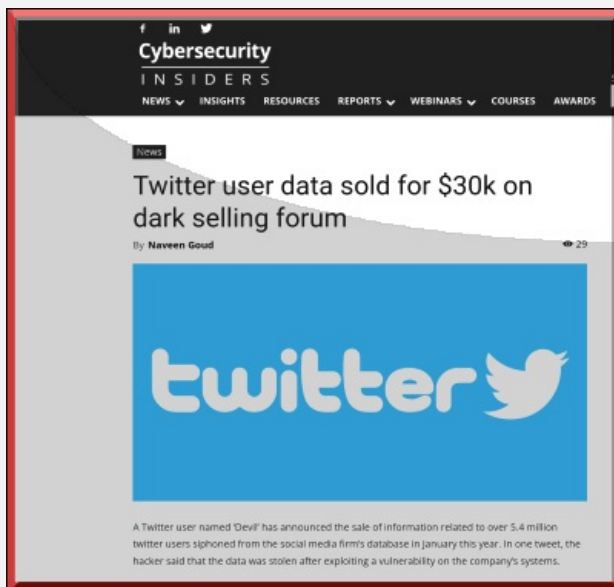 Cybersecurity
INSIDERS
NEWS INSIGHTS RESOURCES REPORTS WEBINARS COURSES AWARDS
News
Twitter user data sold for $30k on
dark selling forum
By Naveen Goud 29
twitter
A Twitter user named 'Devil' has announced the sale of information related to over 5.4 million
twitter users siphoned from the social media firm's database in January this year. In one tweet, the
hacker said that the data was stolen after exploiting a vulnerability on the company's systems.